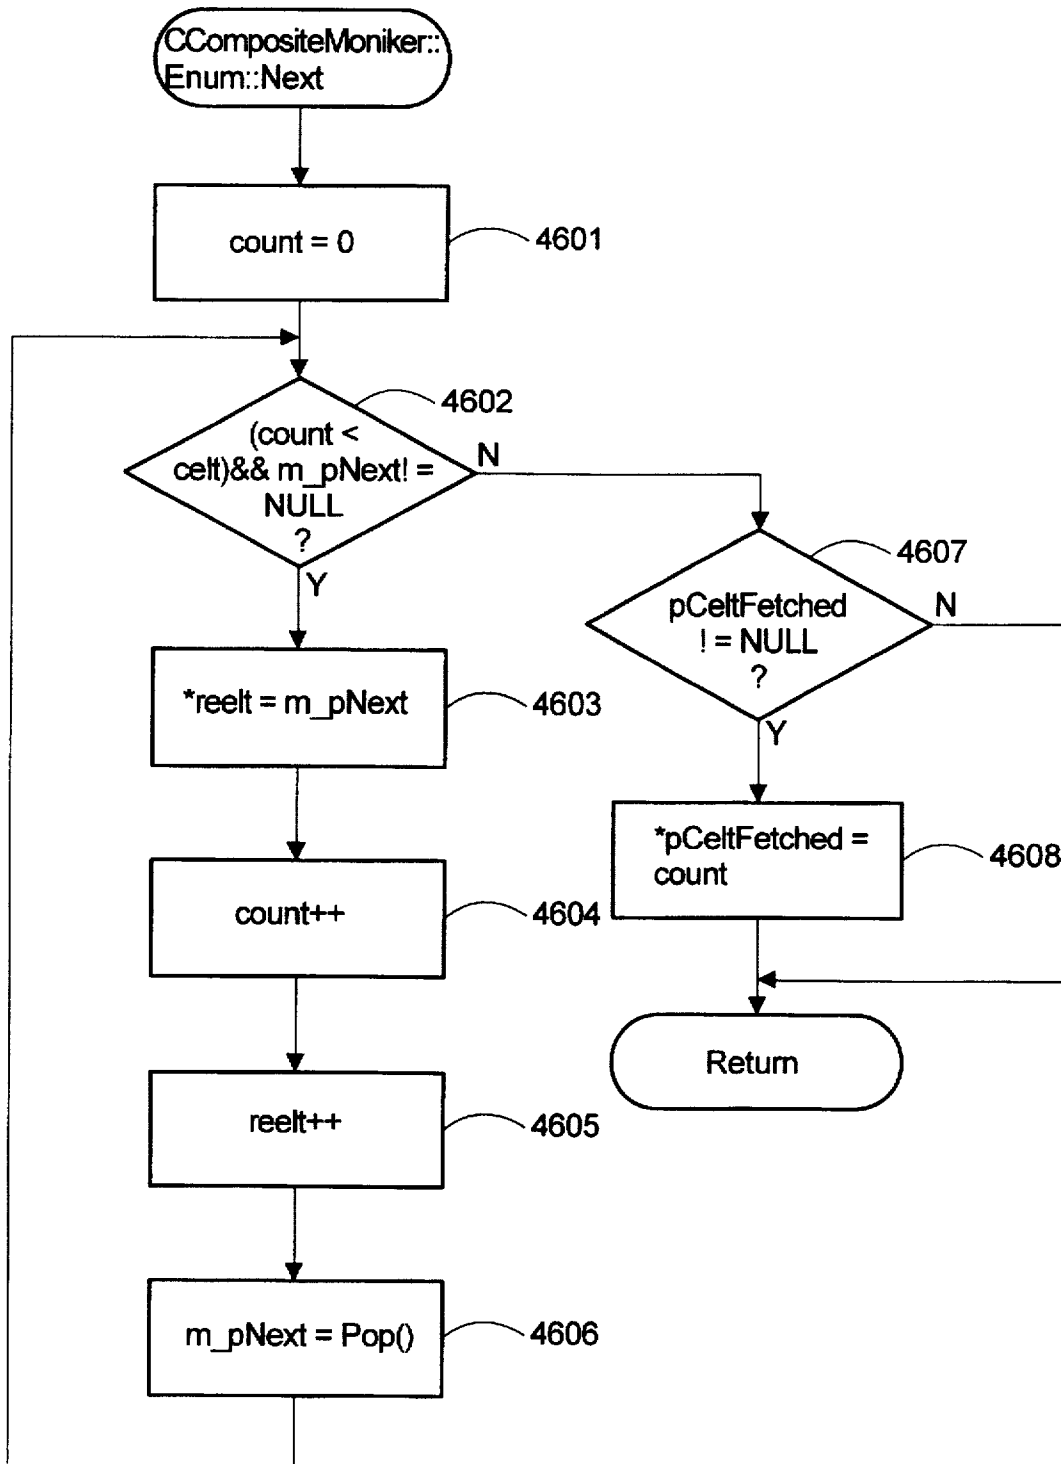 CCompositeMoniker::
Enum::Next
count = 0
4601
4602
(count <
celt)&& m_pNext! =
NULL
?
N
Y
4607
pCeltFetched
! = NULL
?
N
Y
*reelt = m_pNext
4603
*pCeltFetched =
count
4608
count++
4604
Return
reelt++
4605
m_pNext = Pop()
4606